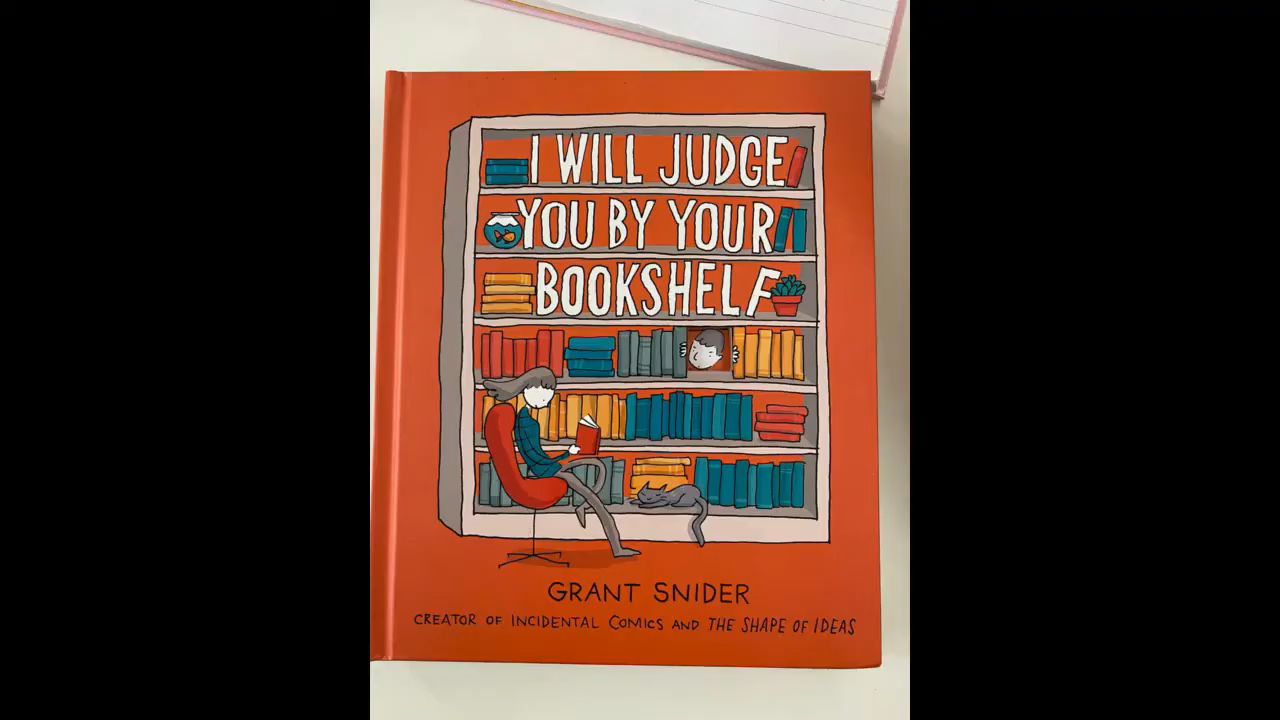 I WILL JUDGE
YOU BY YOUR
BOOKSHELF
GRANT SNIDER
CREATOR OF INCIDENTAL COMICS AND THE SHAPE OF IDEAS